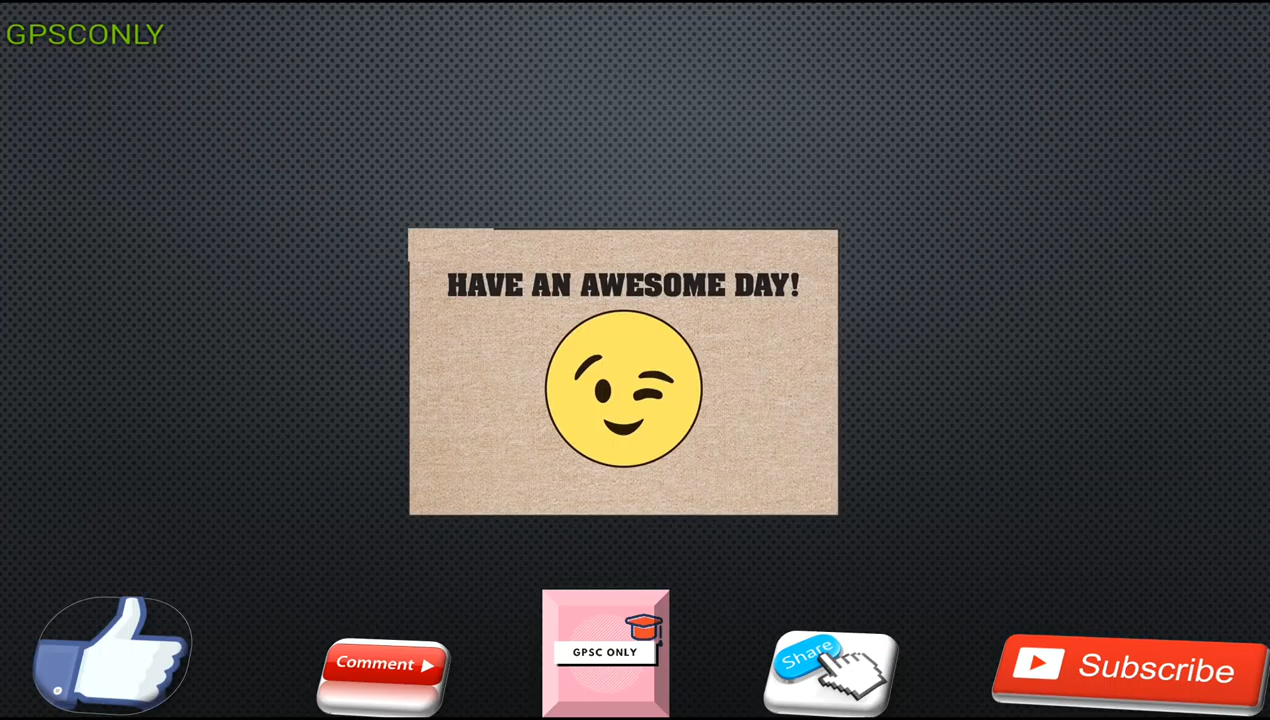 GPSCONLY
HAVE AN AWESOME DAY!
Comment
GPSC ONLY
Share
Subscribe